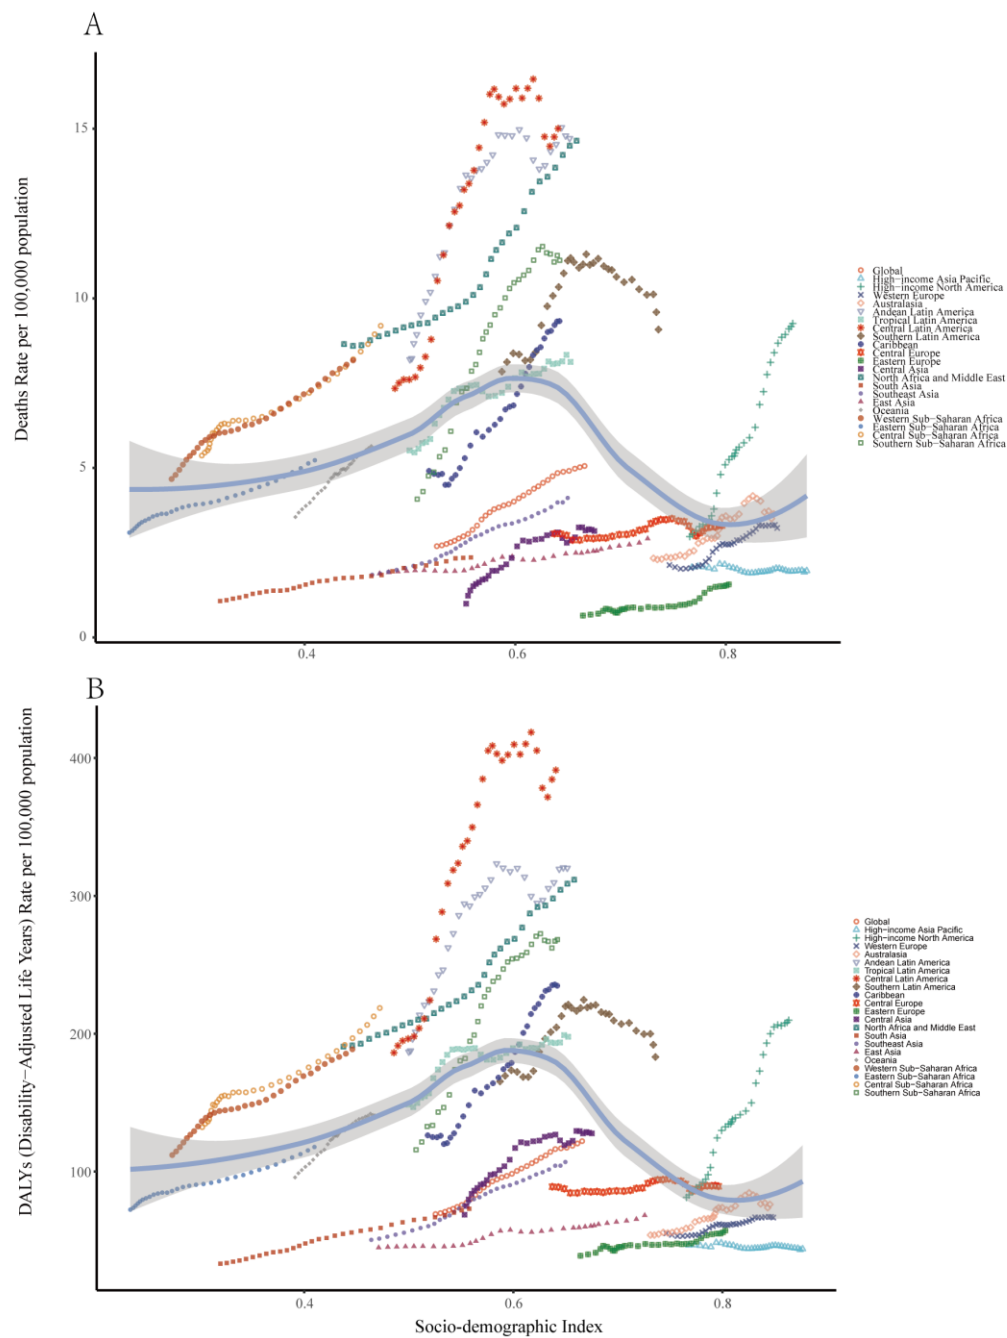 A
Deaths Rate per 100,000 population
15
10
5
0
0.4
0.6
0.8
Global
High-income Asia Pacific
High-income North America
Western Europe
Australasia
Andean Latin America
Tropical Latin America
Central Latin America
Southern Latin America
Caribbean
Central Europe
Eastern Europe
Central Asia
North Africa and Middle East
South Asia
Southeast Asia
East Asia
Oceania
Western Sub-Saharan Africa
Eastern Sub-Saharan Africa
Central Sub-Saharan Africa
Southern Sub-Saharan Africa
B
DALYs (Disability-Adjusted Life Years) Rate per 100,000 population
400
300
200
100
0.4
0.6
0.8
Socio-demographic Index
Global
High-income Asia Pacific
High-income North America
Western Europe
Australasia
Andean Latin America
Tropical Latin America
Central Latin America
Southern Latin America
Caribbean
Central Europe
Eastern Europe
Central Asia
North Africa and Middle East
South Asia
Southeast Asia
East Asia
Oceania
Western Sub-Saharan Africa
Eastern Sub-Saharan Africa
Central Sub-Saharan Africa
Southern Sub-Saharan Africa